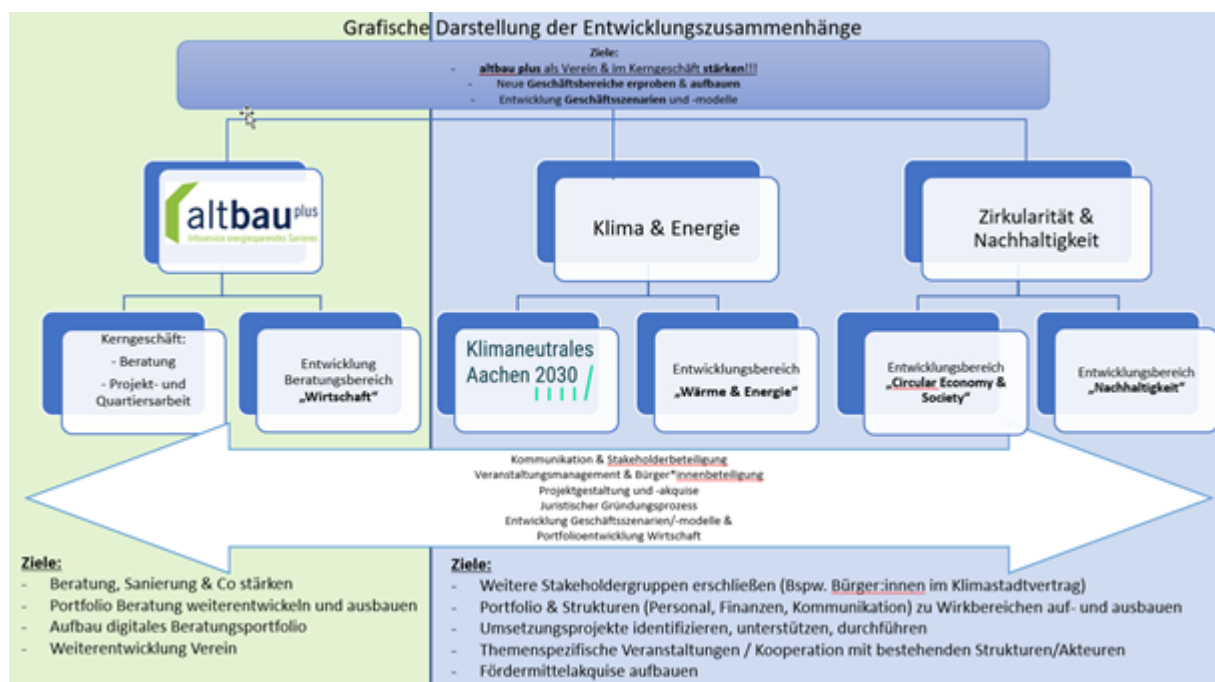 Grafische Darstellung der Entwicklungszusammenhänge
Ziele:
- altbau plus als Verein & im Kerngeschäft stärken!!!
- Neue Geschäftsbereiche erproben & aufbauen
- Entwicklung Geschäftsszenarien und -modelle
altbau plus
Infoservice energiesparendes Sanieren
Klima & Energie
Zirkularität &
Nachhaltigkeit
Kerngeschäft:
- Beratung
- Projekt- und
Quartiersarbeit
Entwicklung
Beratungsbereich
„Wirtschaft“
Klimaneutrales
Aachen 2030
Entwicklungsbereich
„Wärme & Energie“
Entwicklungsbereich
„Circular Economy &
Society“
Entwicklungsbereich
„Nachhaltigkeit“
Kommunikation & Stakeholderbeteiligung
Veranstaltungsmanagement & Bürger*innenbeteiligung
Projektgestaltung und -akquise
Juristischer Gründungsprozess
Entwicklung Geschäftsszenarien/-modelle &
Portfolioentwicklung Wirtschaft
Ziele:
- Beratung, Sanierung & Co stärken
- Portfolio Beratung weiterentwickeln und ausbauen
- Aufbau digitales Beratungsportfolio
- Weiterentwicklung Verein
Ziele:
- Weitere Stakeholdergruppen erschließen (Bspw. Bürger:innen im Klimastadtvertrag)
- Portfolio & Strukturen (Personal, Finanzen, Kommunikation) zu Wirkbereichen auf- und ausbauen
- Umsetzungsprojekte identifizieren, unterstützen, durchführen
- Themenspezifische Veranstaltungen / Kooperation mit bestehenden Strukturen/Akteuren
- Fördermittelakquise aufbauen